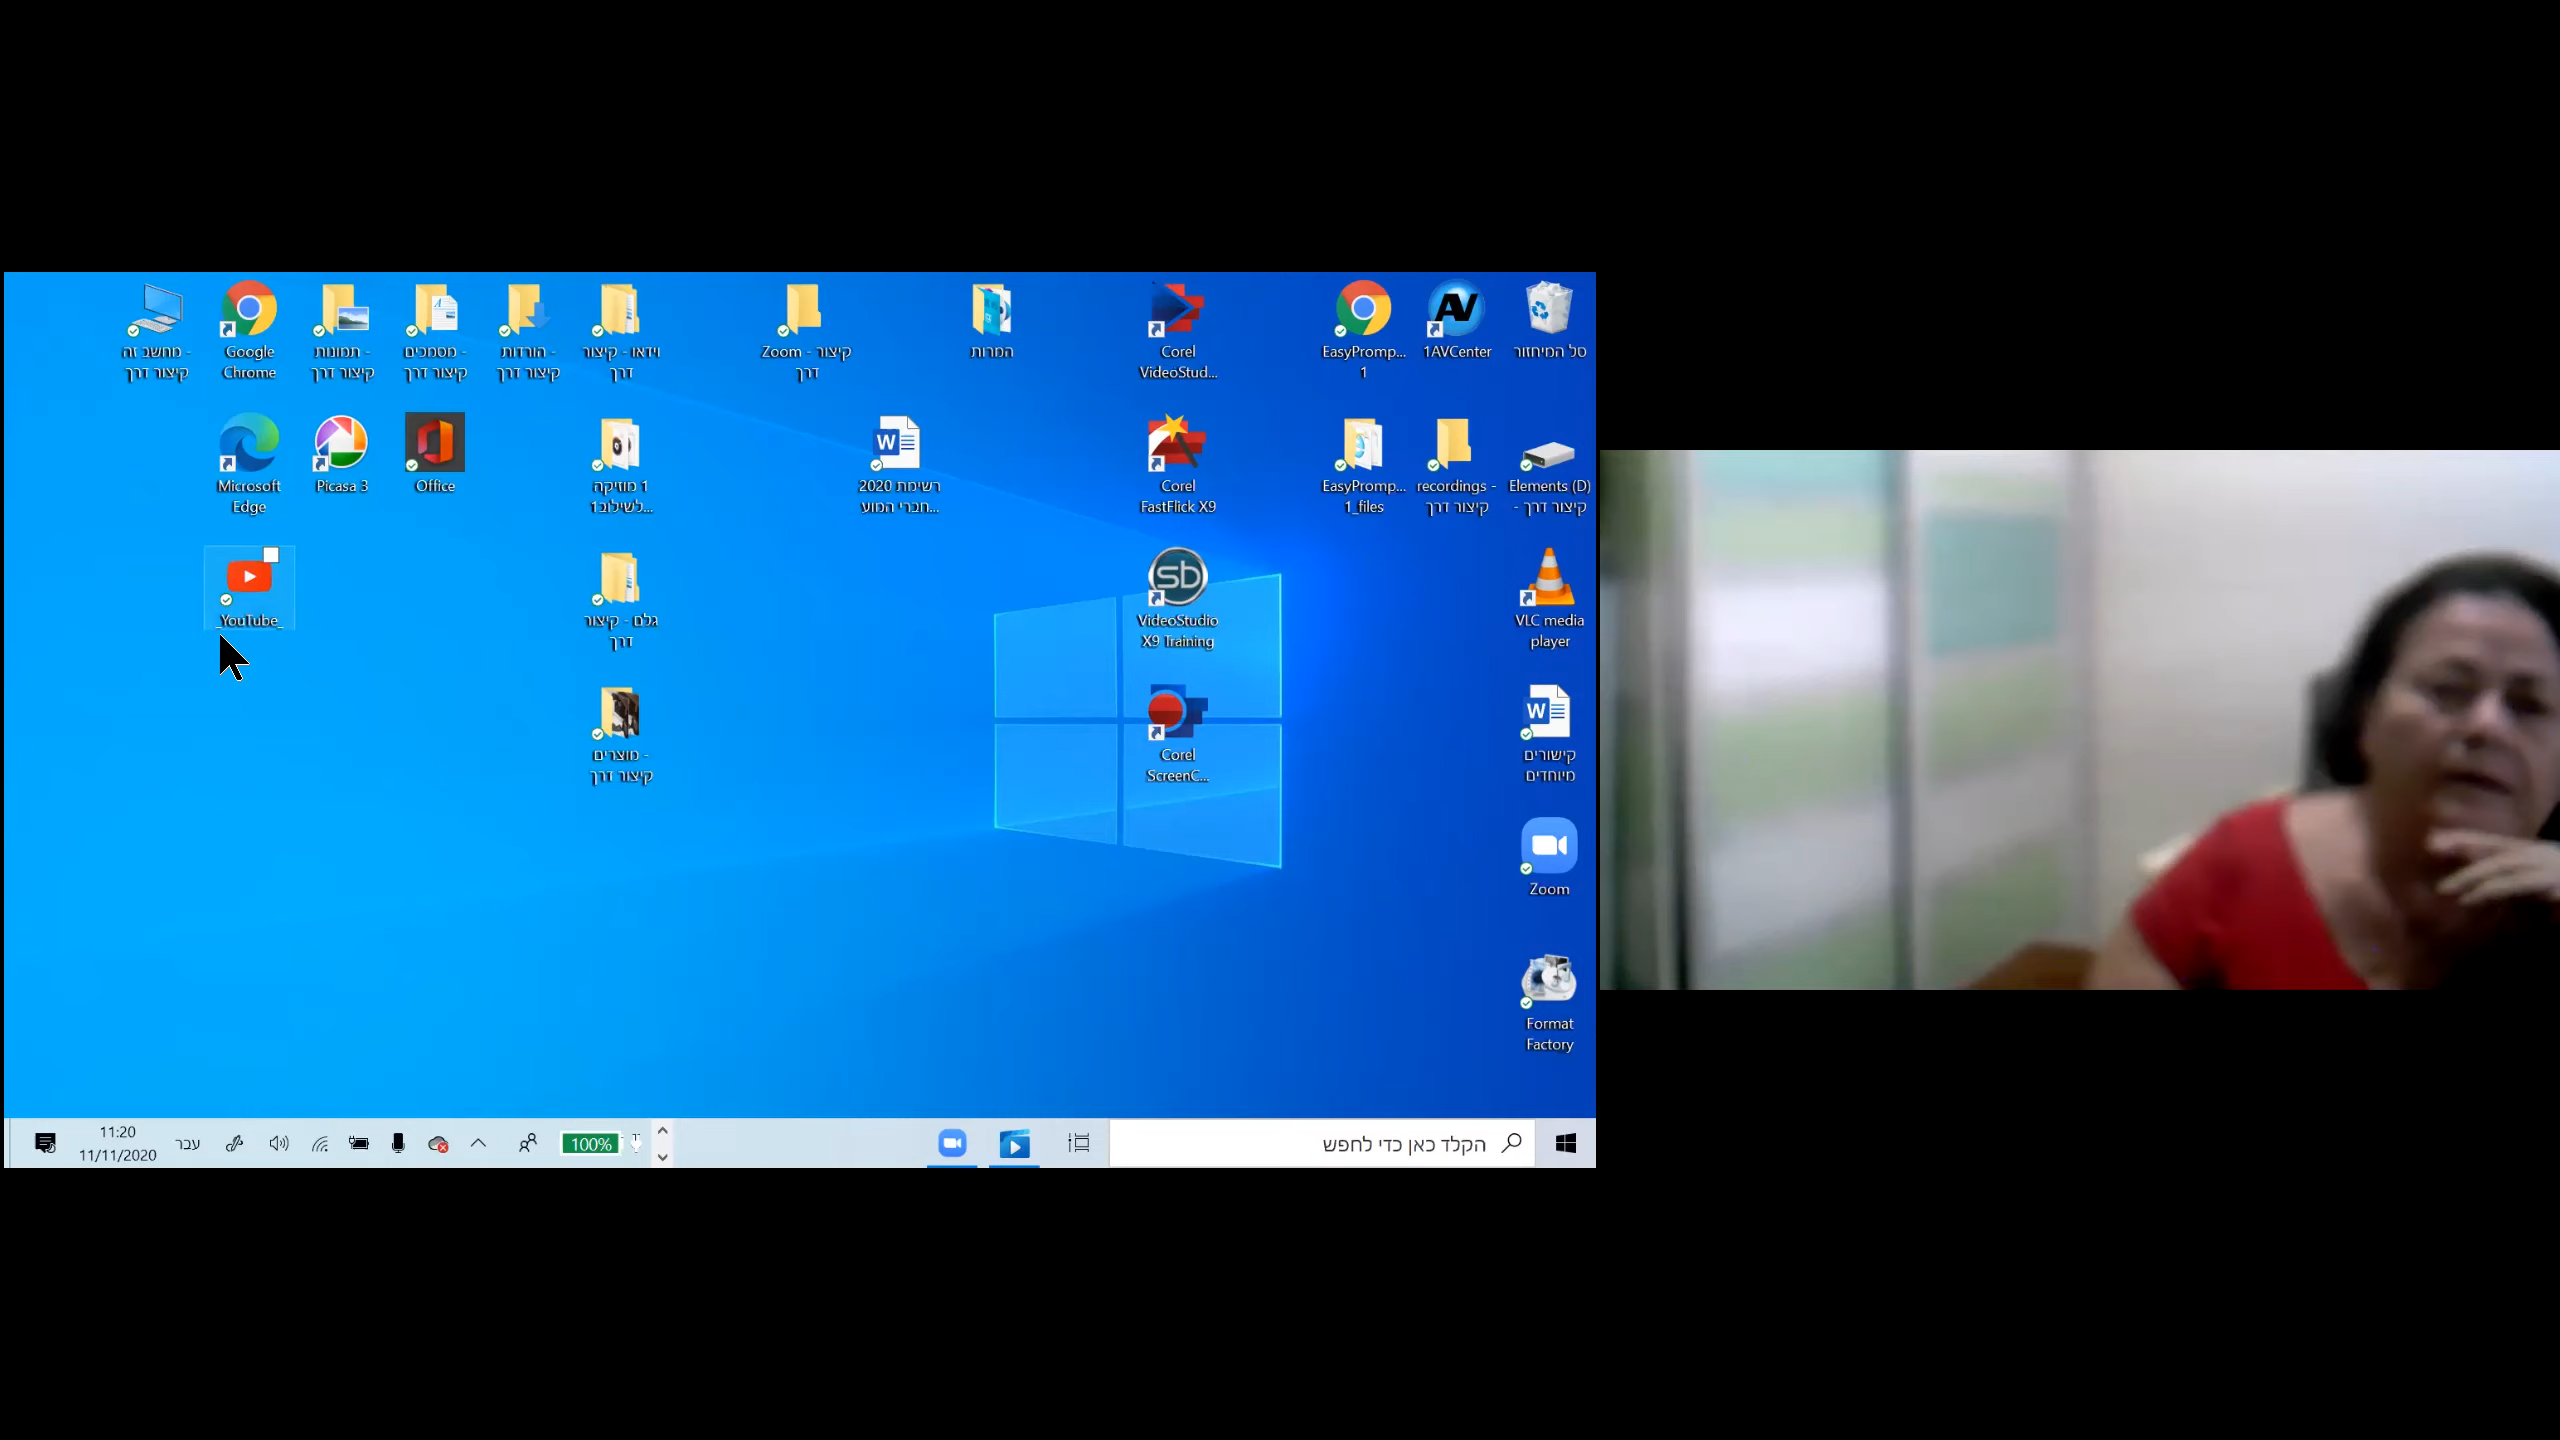 סל המיחזור
1AVCenter
EasyPromp...
1
Corel
VideoStud...
המרות
Zoom - קיצור
דרך
וידאו - קיצור
דרך
הורדות -
קיצור דרך
מסמכים -
קיצור דרך
תמונות -
קיצור דרך
Google
Chrome
מחשב זה -
קיצור דרך
Elements (D)
- קיצור דרך
recordings -
קיצור דרך
EasyPromp...
1_files
Corel
FastFlick X9
רשימת 2020
חברי המוע...
1 מוזיקה
לשילוב1...
Office
Picasa 3
Microsoft
Edge
VLC media
player
VideoStudio
X9 Training
גלם - קיצור
דרך
_YouTube_
קישורים
מיוחדים
Corel
ScreenC...
מוצרים -
קיצור דרך
Zoom
Format
Factory
הקלד כאן כדי לחפש
100%
עבר
11:20
11/11/2020